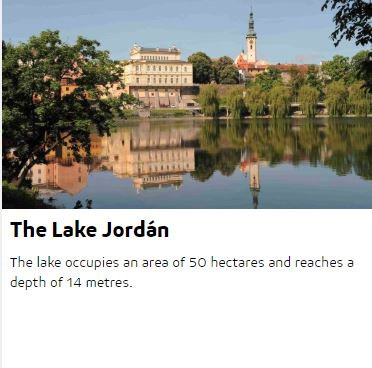 The Lake Jordán
The lake occupies an area of 50 hectares and reaches a
depth of 14 metres.